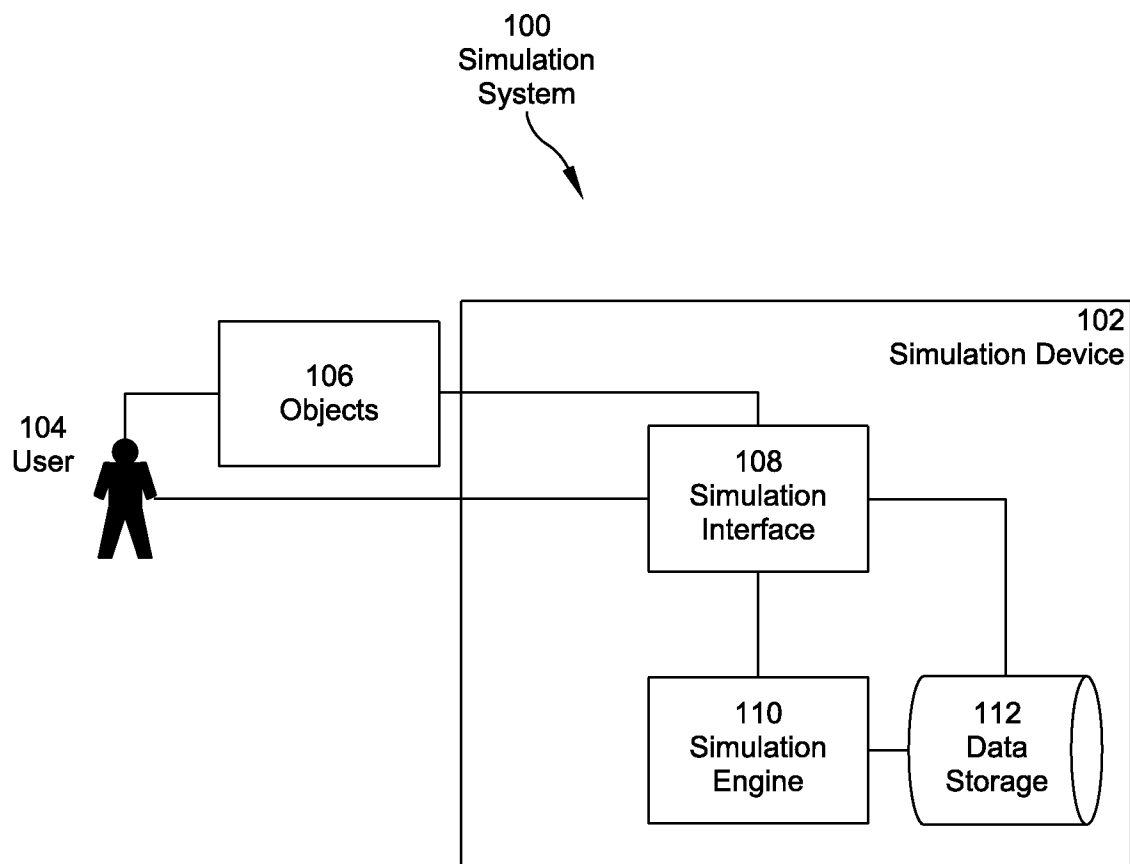 100
Simulation
System
102
Simulation Device
106
Objects
104
User
108
Simulation
Interface
110
Simulation
Engine
112
Data
Storage